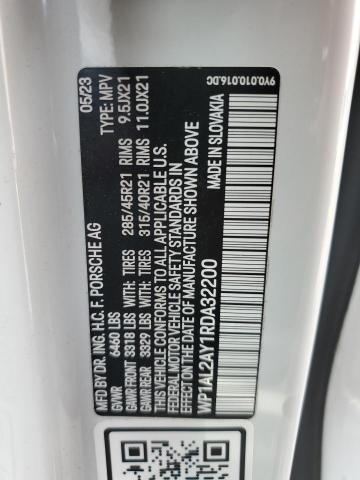 MFD BY DR. ING. H.C. F. PORSCHE AG 05/23
GVWR 6460 LBS TYPE: MPV
GAWR FRONT 3318 LBS WITH: TIRES 285/45R21 RIMS 9.5JX21
GAWR REAR 3329 LBS WITH: TIRES 315/40R21 RIMS 11.0JX21
THIS VEHICLE CONFORMS TO ALL APPLICABLE U.S.
FEDERAL MOTOR VEHICLE SAFETY STANDARDS IN
EFFECT ON THE DATE OF MANUFACTURE SHOWN ABOVE
WP1AL2AY1RDA32200
MADE IN SLOVAKIA
9Y0.010.016.DC